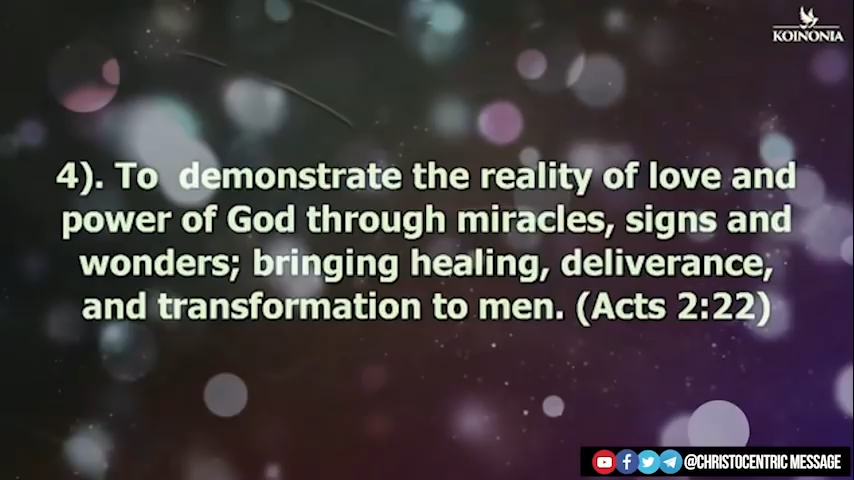 KOINONIA
4). To demonstrate the reality of love and
power of God through miracles, signs and
wonders; bringing healing, deliverance,
and transformation to men. (Acts 2:22)
@CHRISTOCENTRIC MESSAGE